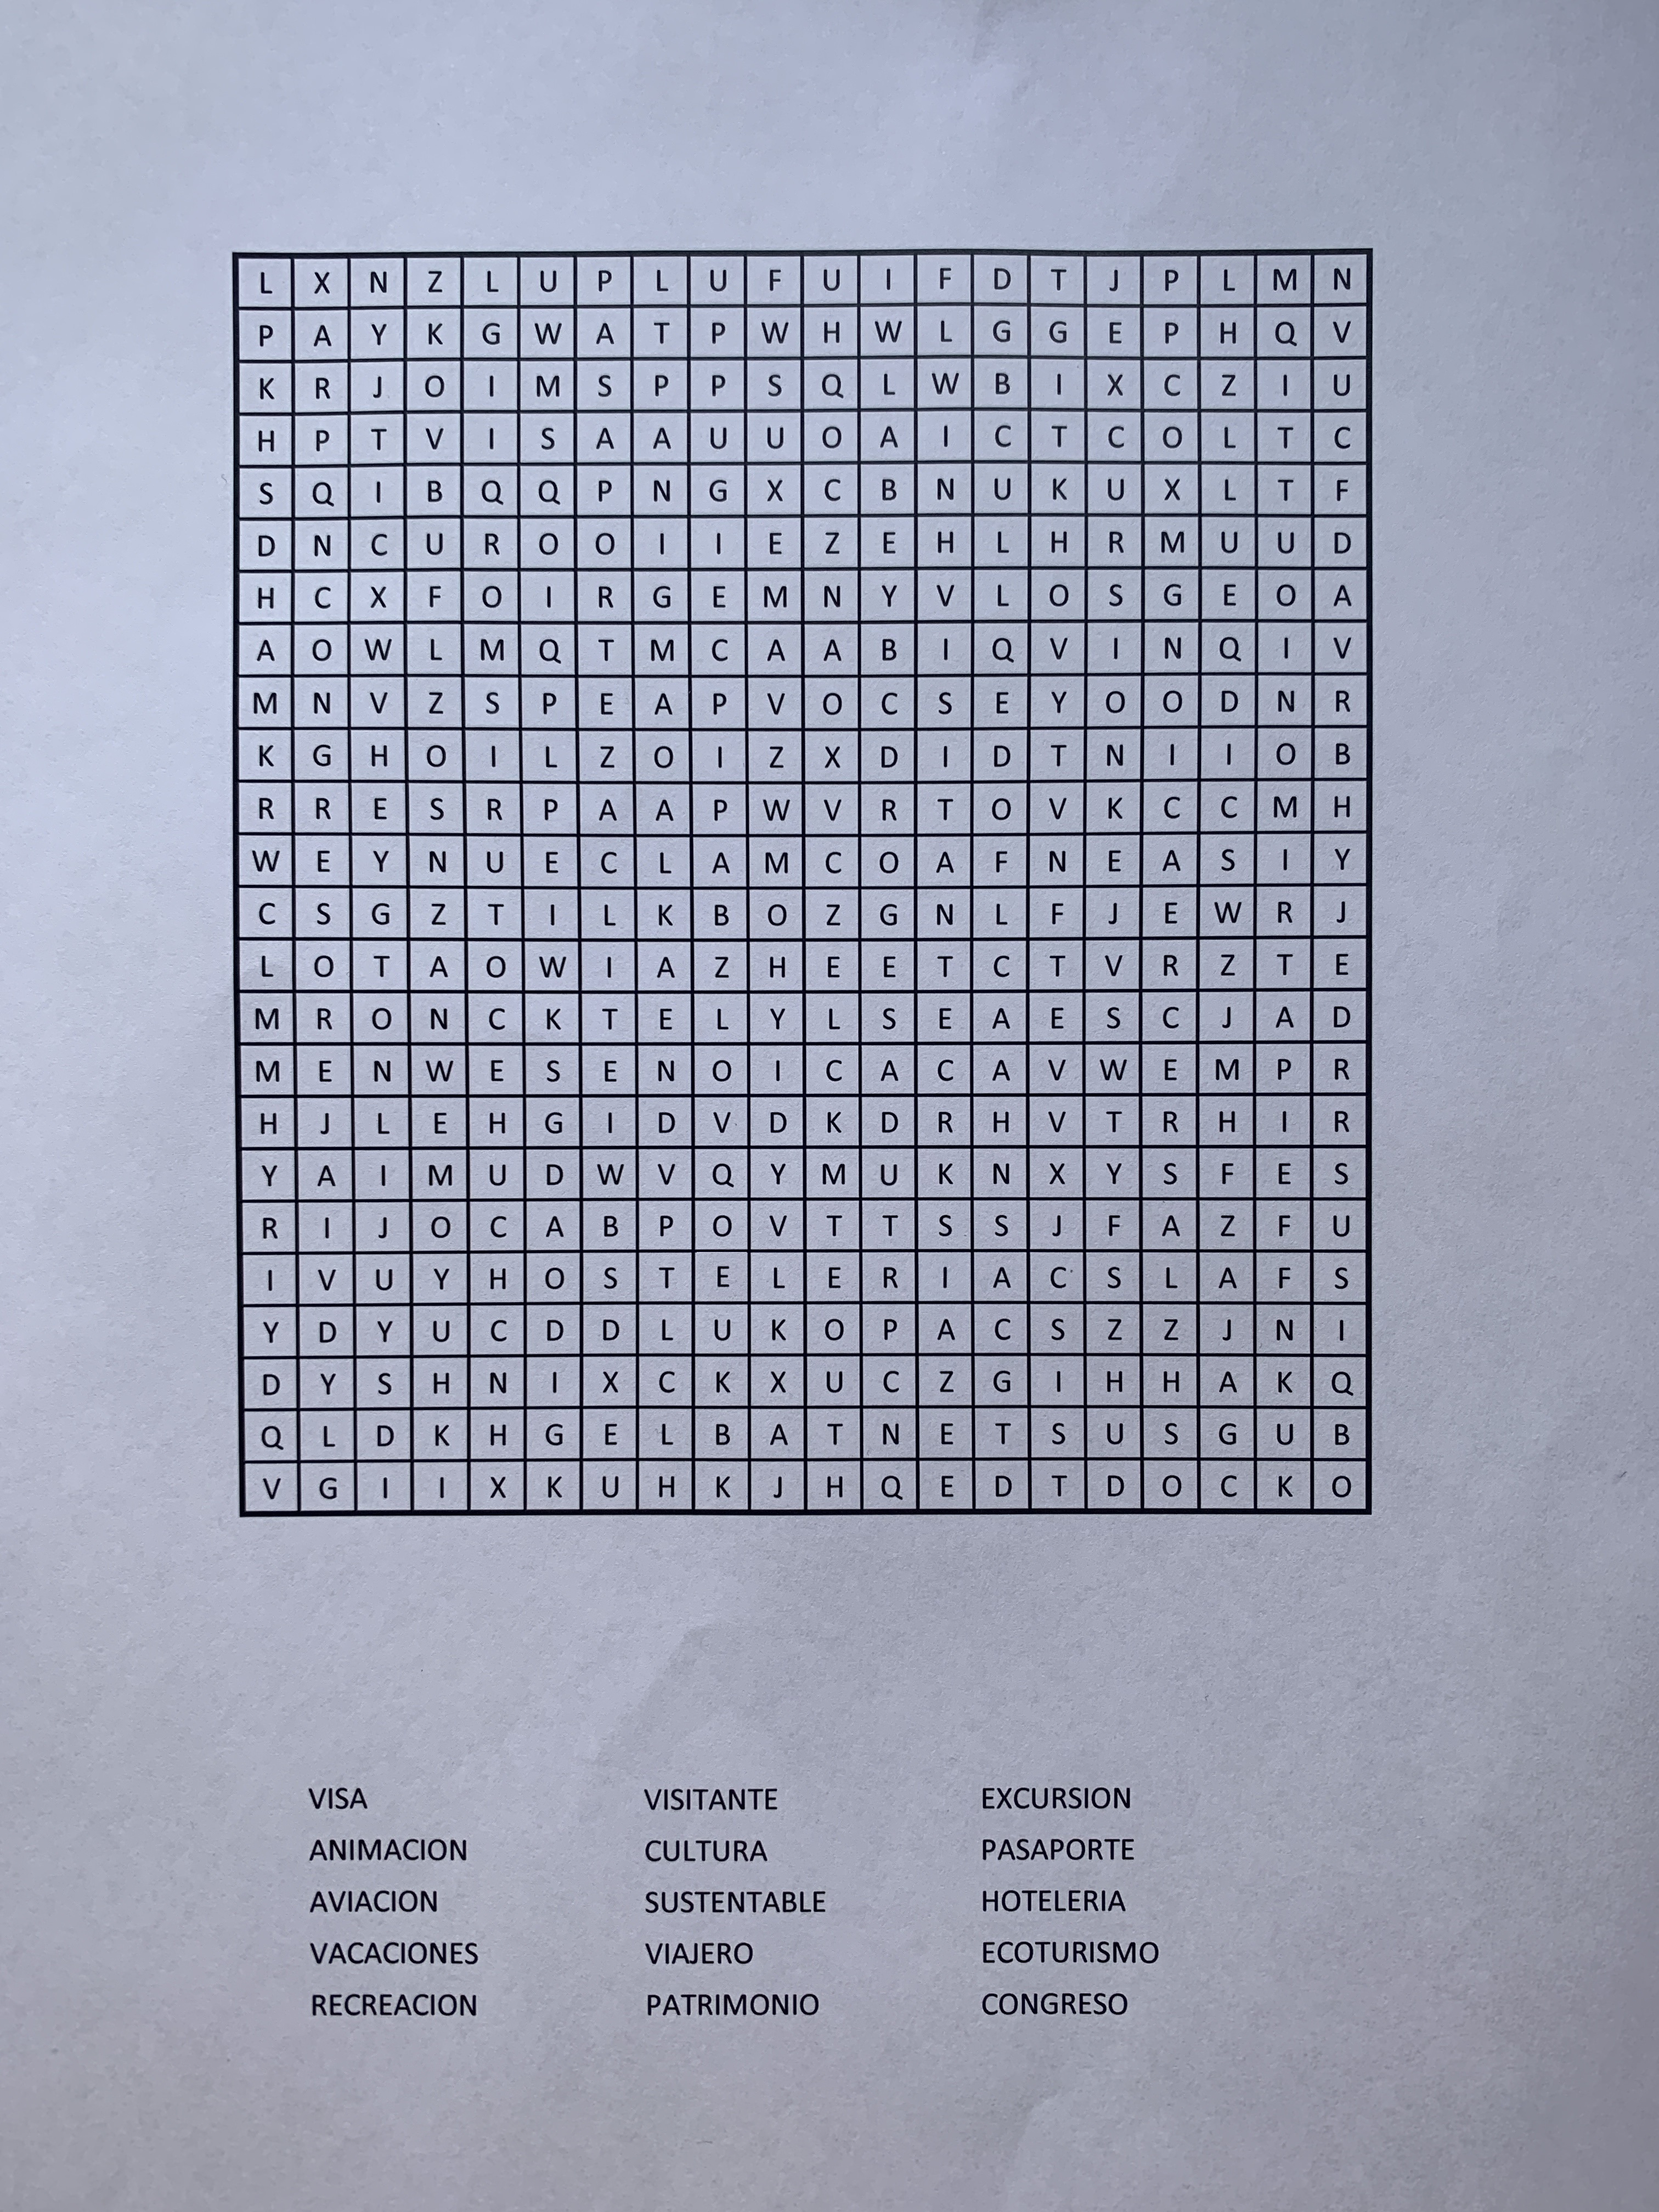 L X N Z L U P L U F U I F D T J P L M N
P A Y K G W A T P W H W L G G E P H Q V
K R J O I M S P P S Q L W B I X C Z I U
H P T V I S A A U U O A I C T C O L T C
S Q I B Q Q P N G X C B N U K U X L T F
D N C U R O O I I E Z E H L H R M U U D
H C X F O I R G E M N Y V L O S G E O A
A O W L M Q T M C A A B I Q V I N Q I V
M N V Z S P E A P V O C S E Y O O D N R
K G H O I L Z O I Z X D I D T N I I O B
R R E S R P A A P W V R T O V K C C M H
W E Y N U E C L A M C O A F N E A S I Y
C S G Z T I L K B O Z G N L F J E W R J
L O T A O W I A Z H E E T C T V R Z T E
M R O N C K T E L Y L S E A E S C J A D
M E N W E S E N O I C A C A V W E M P R
H J L E H G I D V D K D R H V T R H I R
Y A I M U D W V Q Y M U K N X Y S F E S
R I J O C A B P O V T T S S J F A Z F U
I V U Y H O S T E L E R I A C S L A F S
Y D Y U C D D L U K O P A C S Z Z J N I
D Y S H N I X C K X U C Z G I H H A K Q
Q L D K H G E L B A T N E T S U S G U B
V G I I X K U H K J H Q E D T D O C K O
VISA VISITANTE EXCURSION
ANIMACION CULTURA PASAPORTE
AVIACION SUSTENTABLE HOTELERIA
VACACIONES VIAJERO ECOTURISMO
RECREACION PATRIMONIO CONGRESO